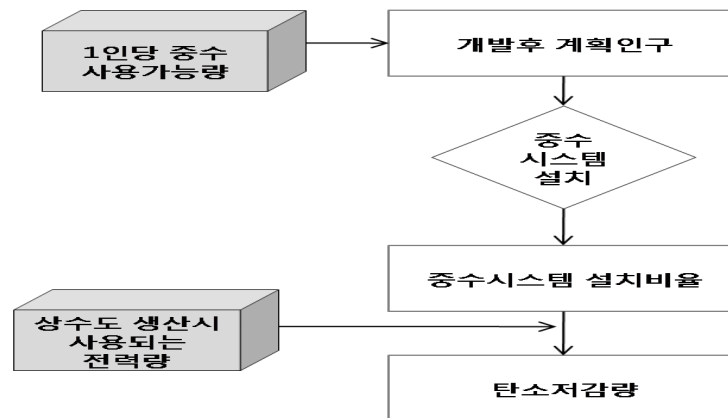 1인당 중수
사용가능량
개발후 계획인구
중수
시스템
설치
중수시스템 설치비율
상수도 생산시
사용되는
전력량
탄소저감량